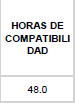 HORAS DE
COMPATIBILI
DAD
48.0